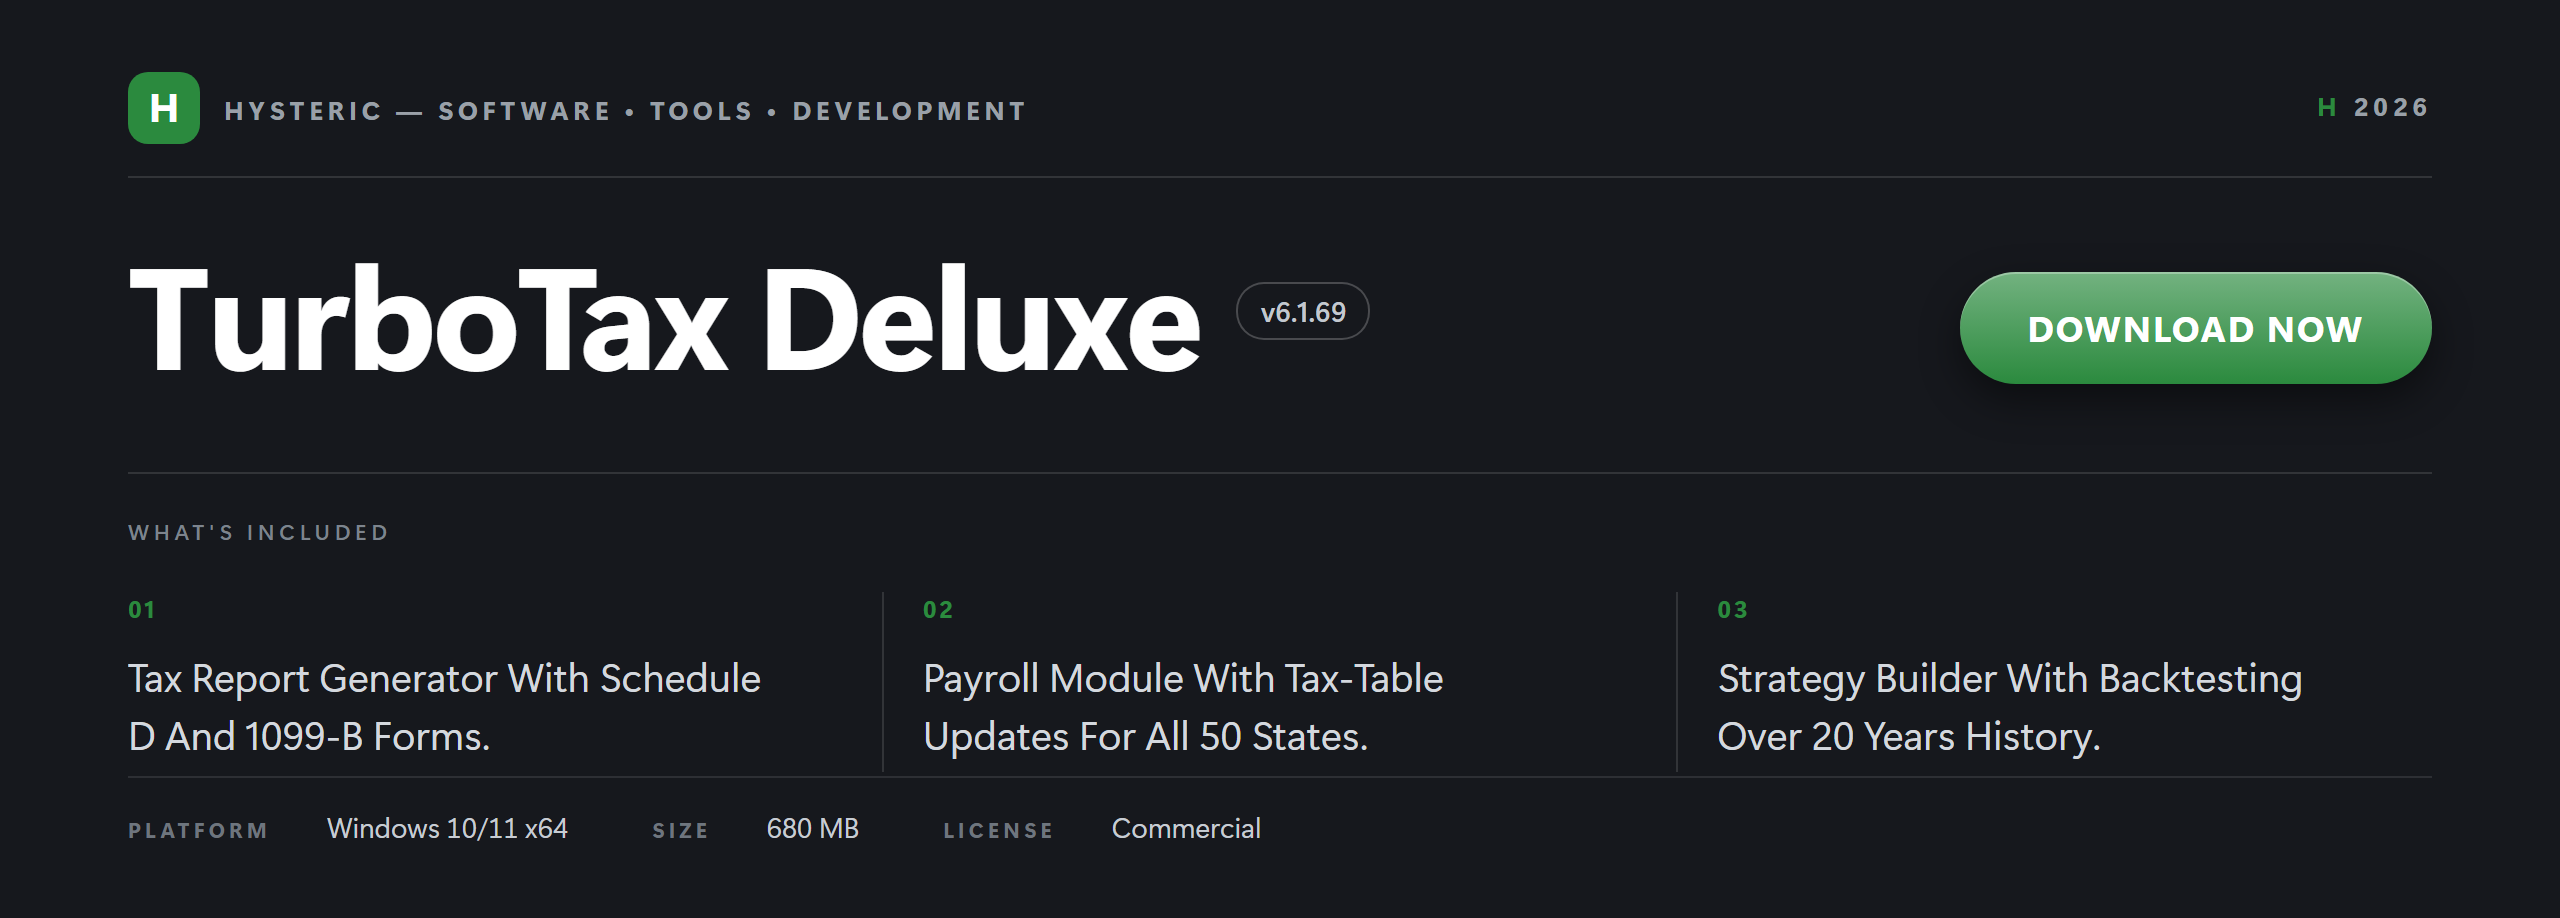 H HYSTERIC — SOFTWARE • TOOLS • DEVELOPMENT
H 2026
TurboTax Deluxe v6.1.69
DOWNLOAD NOW
WHAT'S INCLUDED
01
Tax Report Generator With Schedule
D And 1099-B Forms.
02
Payroll Module With Tax-Table
Updates For All 50 States.
03
Strategy Builder With Backtesting
Over 20 Years History.
PLATFORM Windows 10/11 x64 SIZE 680 MB LICENSE Commercial